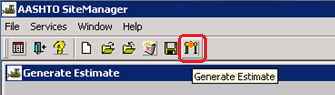 AASHTO SiteManager
File Services Window Help
Generate Estimate
Generate Estimate